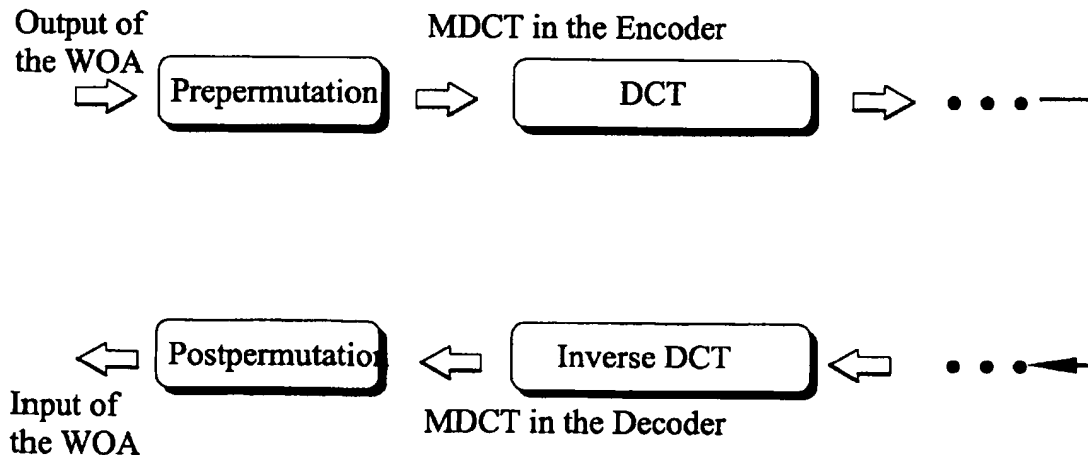 Output of
the WOA
MDCT in the Encoder
Prepermutation
DCT
Postpermutation
Inverse DCT
Input of
the WOA
MDCT in the Decoder